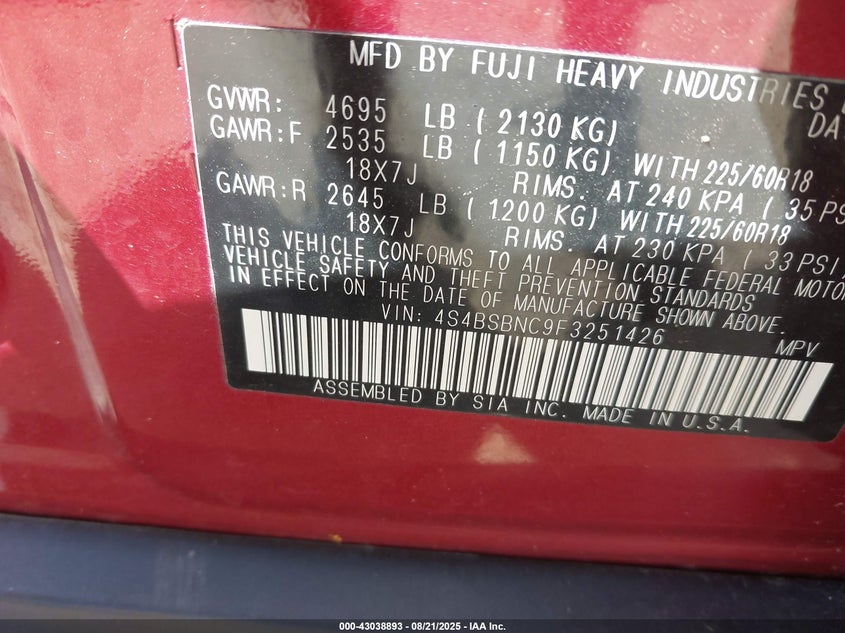 MFD BY FUJI HEAVY INDUSTRIES
GVWR: 4695 LB ( 2130 KG)
GAWR:F 2535 LB ( 1150 KG) WITH 225/60R18
18X7J RIMS. AT 240 KPA ( 35 PS
GAWR:R 2645 LB ( 1200 KG) WITH 225/60R18
18X7J RIMS. AT 230 KPA ( 33 PSI,
THIS VEHICLE CONFORMS TO ALL APPLICABLE FEDERAL MOTOR
VEHICLE SAFETY AND THEFT PREVENTION STANDARDS
IN EFFECT ON THE DATE OF MANUFACTURE SHOWN ABOVE.
VIN: 4S4BSBNC9F3251426 MPV
ASSEMBLED BY SIA INC. MADE IN U.S.A.
000-43038893 - 08/21/2025 - IAA Inc.